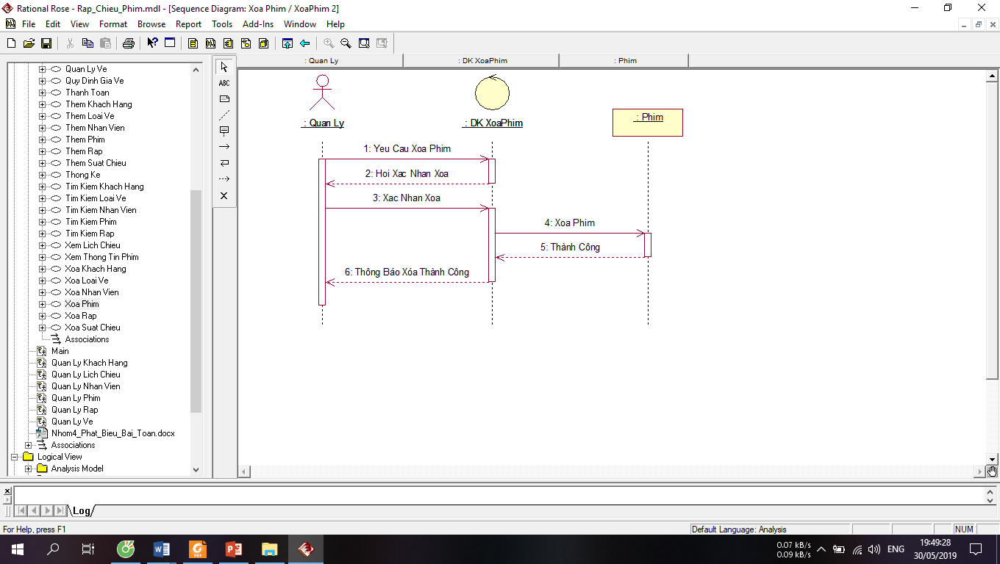 Rational Rose - Rap_Chieu_Phim.mdl - [Sequence Diagram: Xoa Phim / XoaPhim 2]
File Edit View Format Browse Report Tools Add-Ins Window Help
Quan Ly Ve
Quy Dinh Gia Ve
Thanh Toan
Them Khach Hang
Them Loai Ve
Them Nhan Vien
Them Phim
Them Rap
Them Suat Chieu
Thong Ke
Tim Kiem Khach Hang
Tim Kiem Loai Ve
Tim Kiem Nhan Vien
Tim Kiem Phim
Tim Kiem Rap
Xem Lich Chieu
Xem Thong Tin Phim
Xoa Khach Hang
Xoa Loai Ve
Xoa Nhan Vien
Xoa Phim
Xoa Rap
Xoa Suat Chieu
Associations
Main
Quan Ly Khach Hang
Quan Ly Lich Chieu
Quan Ly Nhan Vien
Quan Ly Phim
Quan Ly Rap
Quan Ly Ve
Nhom4_Phat_Bieu_Bai_Toan.docx
Associations
Logical View
Analysis Model
ABC
: Quan Ly : DK XoaPhim : Phim
: Quan Ly
: DK XoaPhim
: Phim
1: Yeu Cau Xoa Phim
2: Hoi Xac Nhan Xoa
3: Xac Nhan Xoa
4: Xoa Phim
5: Thành Công
6: Thông Báo Xóa Thành Công
Log
For Help, press F1
Default Language: Analysis
NUM
0.07 kB/s
0.09 kB/s
ENG
19:49:28
30/05/2019